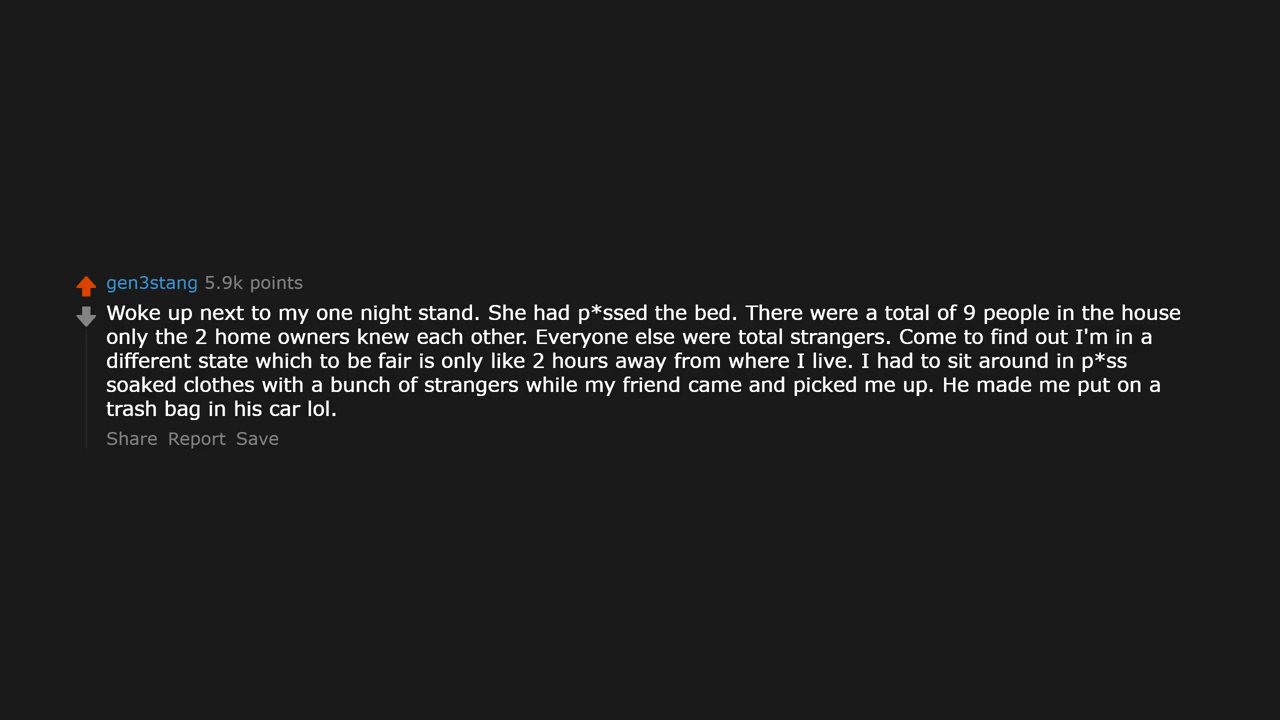 gen3stang 5.9k points
Woke up next to my one night stand. She had p*ssed the bed. There were a total of 9 people in the house
only the 2 home owners knew each other. Everyone else were total strangers. Come to find out I'm in a
different state which to be fair is only like 2 hours away from where I live. I had to sit around in p*ss
soaked clothes with a bunch of strangers while my friend came and picked me up. He made me put on a
trash bag in his car lol.
Share Report Save